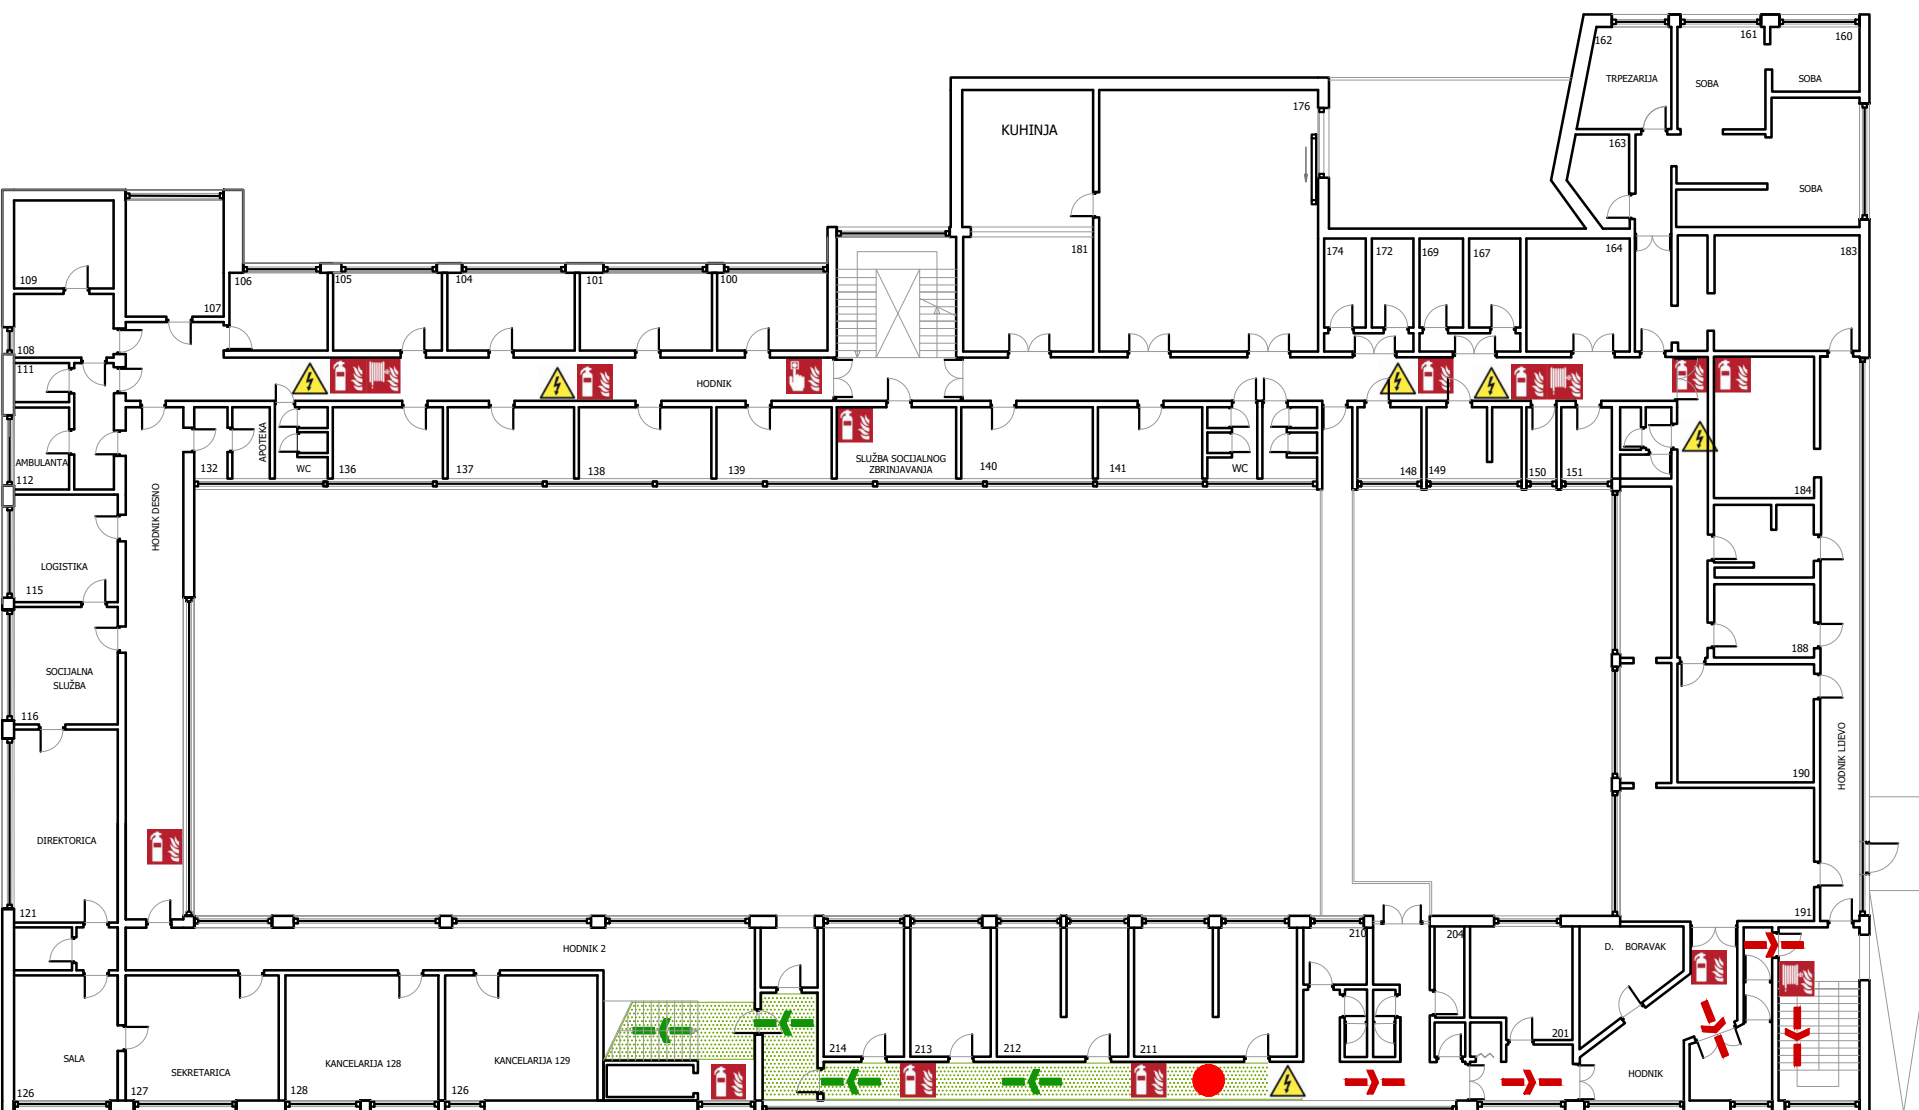 162
161
160
TRPEZARIJA
SOBA
SOBA
176
KUHINJA
163
SOBA
109
107
106
105
104
101
100
181
174
172
169
167
164
183
108
111
HODNIK
AMBULANTA
112
132
APOTEKA
WC
136
137
138
139
SLUŽBA SOCIJALNOG
ZBRINJAVANJA
140
141
WC
148
149
150
151
184
HODNIK DESNO
LOGISTIKA
115
SOCIJALNA
SLUŽBA
116
188
190
HODNIK LIJEVO
DIREKTORICA
121
191
HODNIK 2
210
204
D. BORAVAK
SALA
126
SEKRETARICA
127
KANCELARIJA 128
128
KANCELARIJA 129
126
214
213
212
211
201
HODNIK